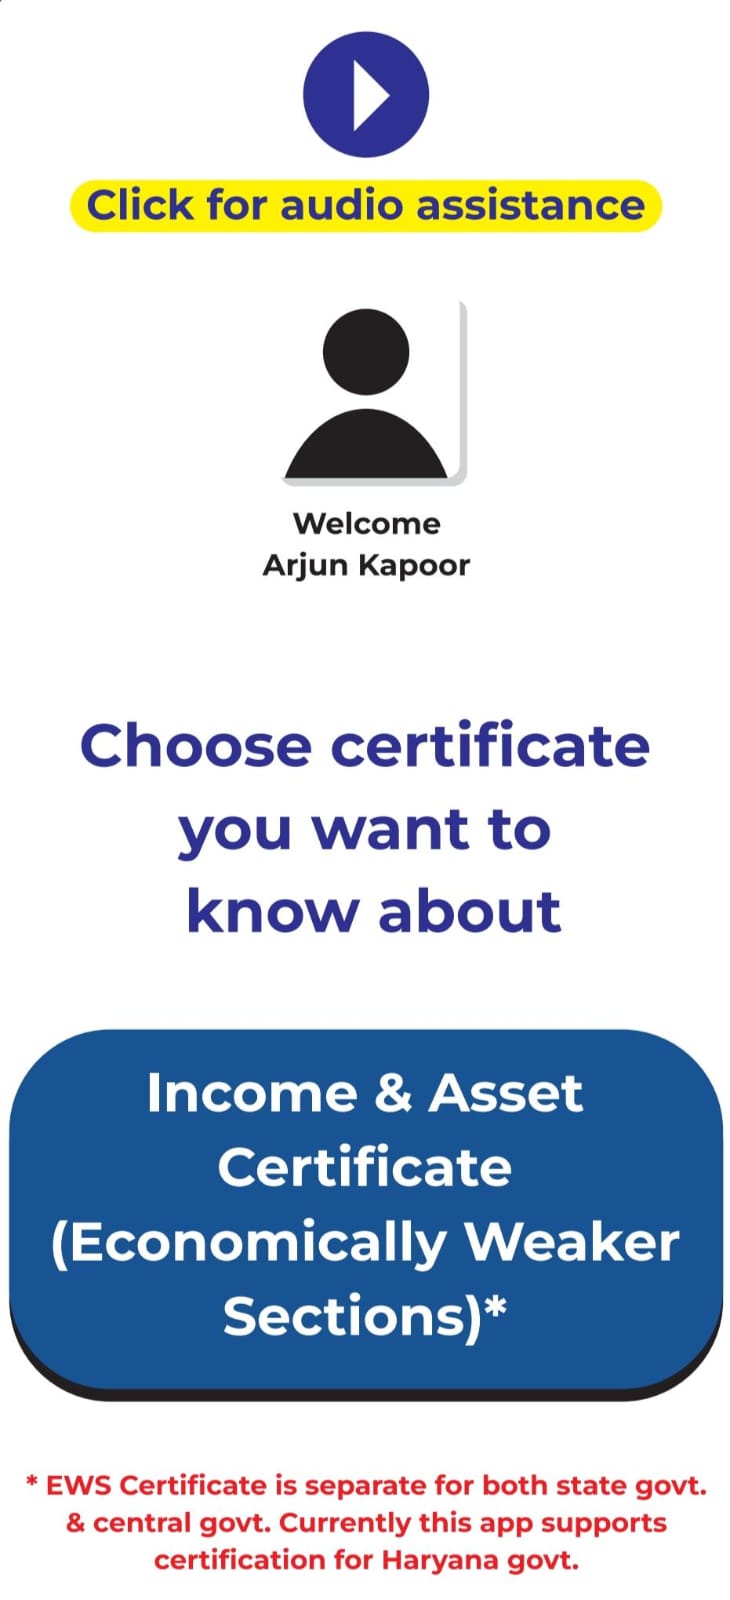 Click for audio assistance
Welcome
Arjun Kapoor
Choose certificate
you want to
know about
Income & Asset
Certificate
(Economically Weaker
Sections)*
* EWS Certificate is separate for both state govt.
& central govt. Currently this app supports
certification for Haryana govt.